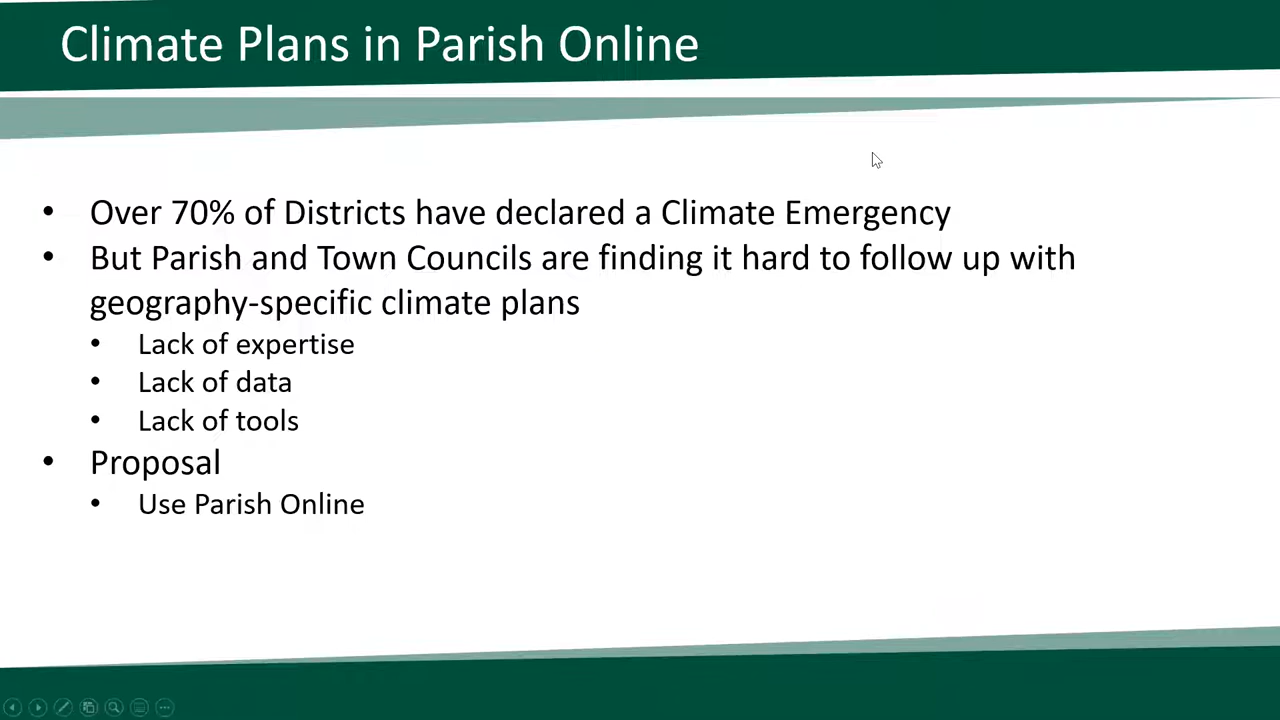 Climate Plans in Parish Online
• Over 70% of Districts have declared a Climate Emergency
• But Parish and Town Councils are finding it hard to follow up with
geography-specific climate plans
• Lack of expertise
• Lack of data
• Lack of tools
• Proposal
• Use Parish Online